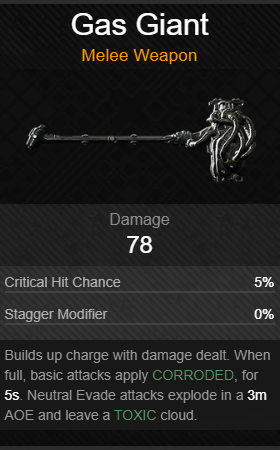 Gas Giant
Melee Weapon
Damage
78
Critical Hit Chance 5%
Stagger Modifier 0%
Builds up charge with damage dealt. When
full, basic attacks apply CORRODED, for
5s. Neutral Evade attacks explode in a 3m
AOE and leave a TOXIC cloud.